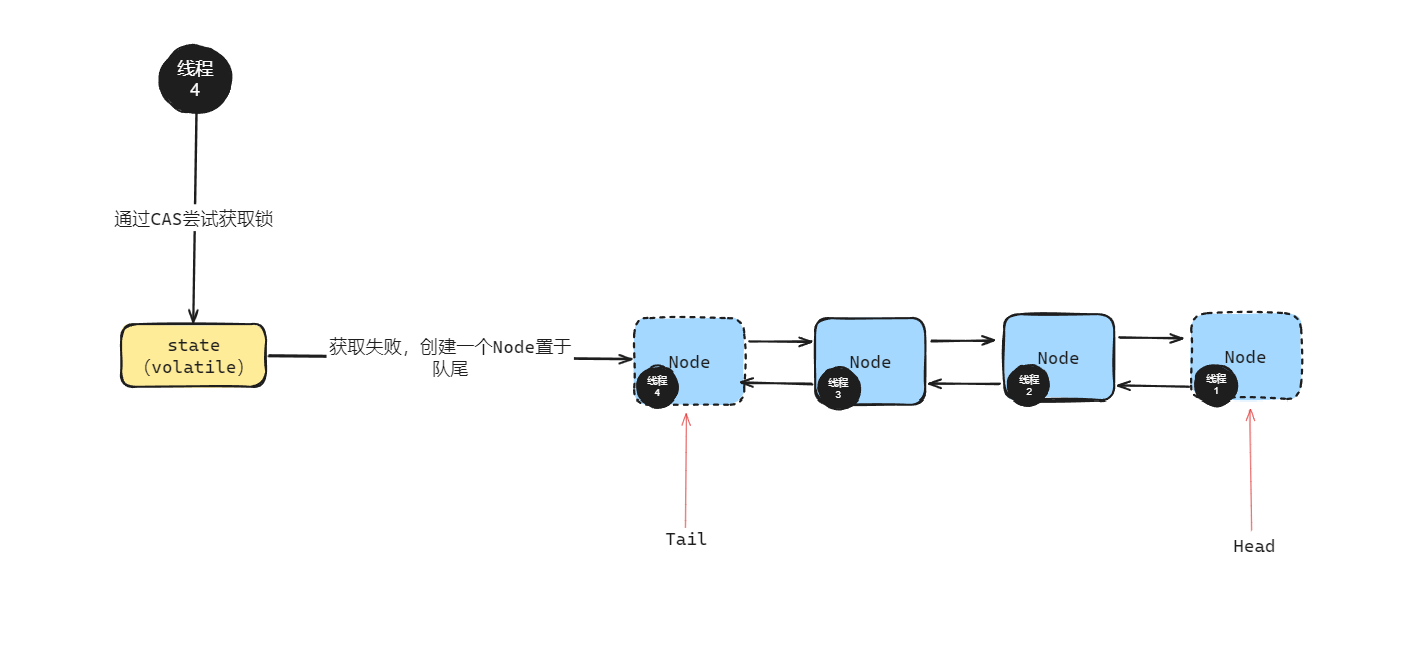 线程
4
通过CAS尝试获取锁
state
（volatile）
获取失败，创建一个Node置于
队尾
Node
线程
4
Node
线程
3
Node
线程
2
Node
线程
1
Tail
Head